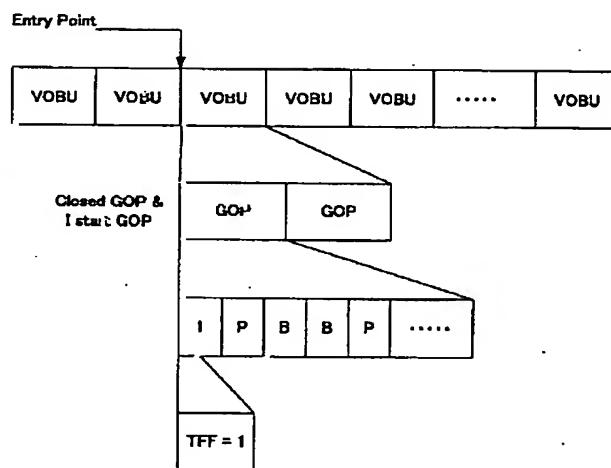 Entry Point
VOBU VOBU VOBU VOBU VOBU ····· VOBU
Closed GOP &
I start GOP
GOP GOP
I P B B P ·····
TFF = 1